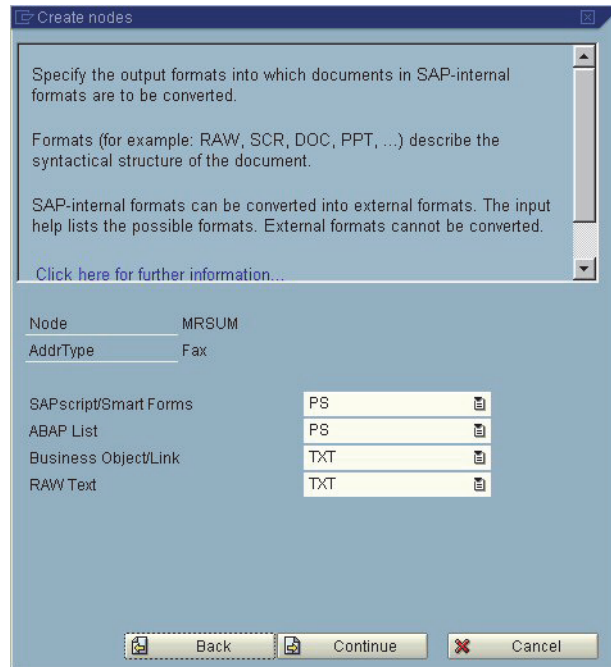 Create nodes
Specify the output formats into which documents in SAP-internal
formats are to be converted.
Formats (for example: RAW, SCR, DOC, PPT, ...) describe the
syntactical structure of the document.
SAP-internal formats can be converted into external formats. The input
help lists the possible formats. External formats cannot be converted.
Click here for further information...
Node MRSUM
AddrType Fax
SAPscript/Smart Forms PS
ABAP List PS
Business Object/Link TXT
RAW Text TXT
Back Continue Cancel